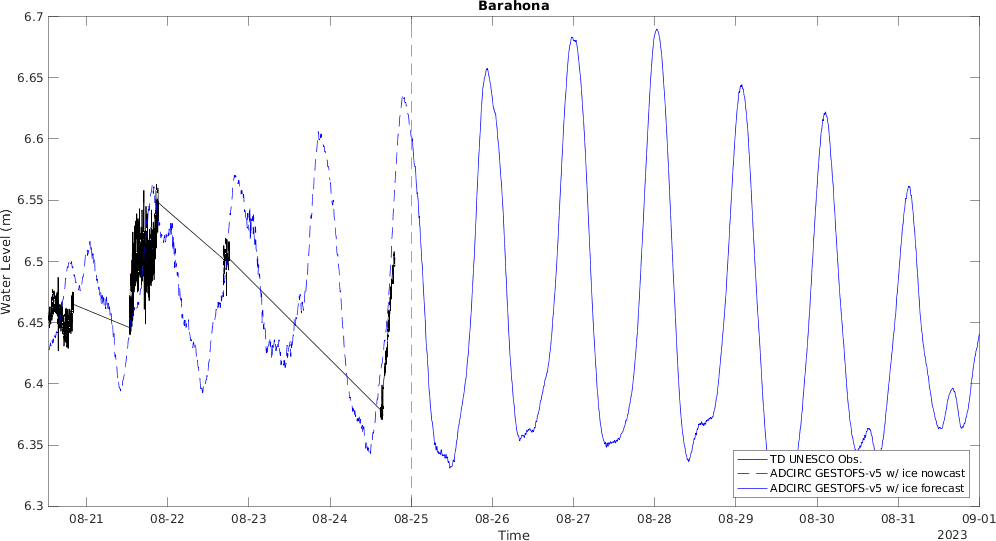 Barahona
Water Level (m)
6.7
6.65
6.6
6.55
6.5
6.45
6.4
6.35
6.3
TD UNESCO Obs.
ADCIRC GESTOFS-v5 w/ ice nowcast
ADCIRC GESTOFS-v5 w/ ice forecast
08-21 08-22 08-23 08-24 08-25 08-26 08-27 08-28 08-29 08-30 08-31 09-01
Time
2023